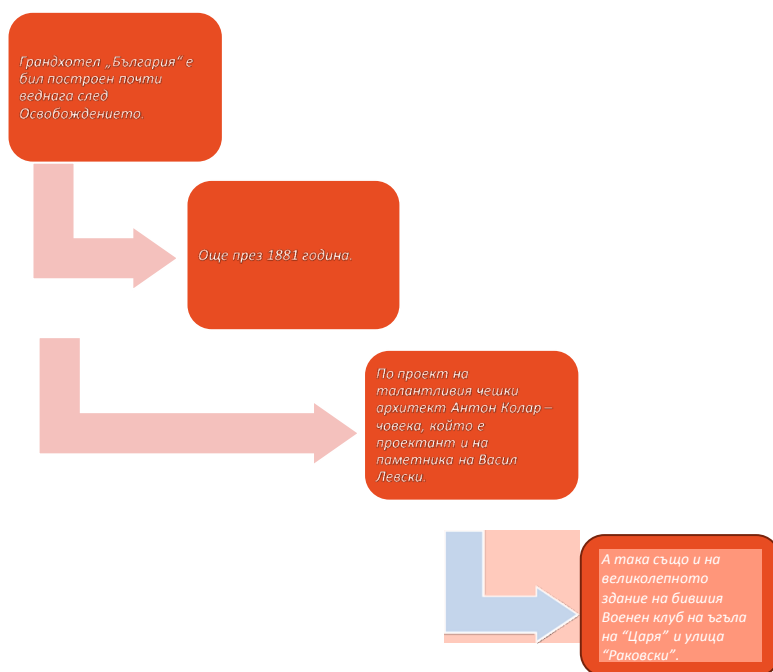 Грандхотел „България“ е
бил построен почти
веднага след
Освобождението.
Още през 1881 година.
По проект на
талантливия чешки
архитект Антон Колар –
човека, който е
проектант и на
паметника на Васил
Левски.
А така също и на
великолепното
здание на бившия
Военен клуб на ъгъла
на “Царя” и улица
“Раковски”.